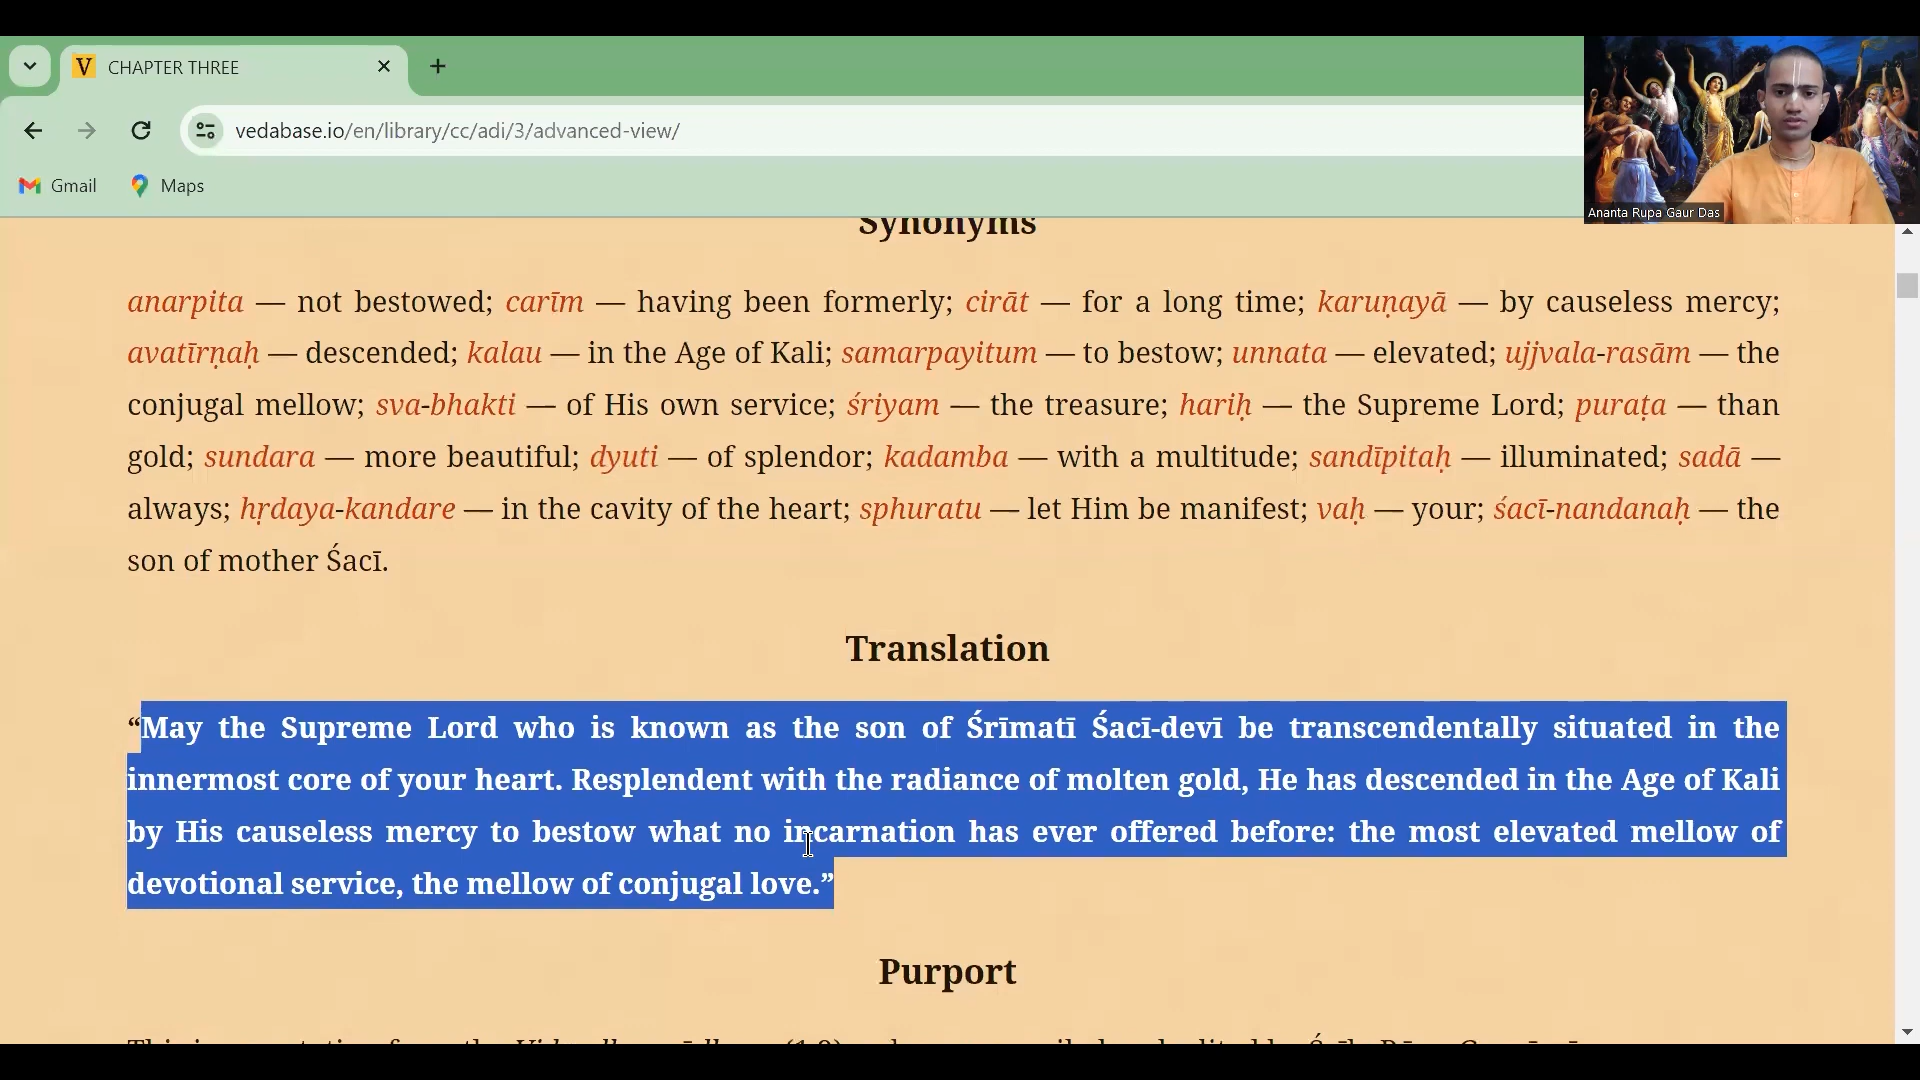 CHAPTER THREE
vedabase.io/en/library/cc/adi/3/advanced-view/
Gmail
Maps
Ananta Rupa Gaur Das
Synonyms
anarpita — not bestowed; carīm — having been formerly; cirāt — for a long time; karuṇayā — by causeless mercy;
avatīrṇaḥ — descended; kalau — in the Age of Kali; samarpayitum — to bestow; unnata — elevated; ujjvala-rasām — the
conjugal mellow; sva-bhakti — of His own service; śriyam — the treasure; hariḥ — the Supreme Lord; puraṭa — than
gold; sundara — more beautiful; dyuti — of splendor; kadamba — with a multitude; sandīpitaḥ — illuminated; sadā —
always; hṛdaya-kandare — in the cavity of the heart; sphuratu — let Him be manifest; vaḥ — your; śacī-nandanaḥ — the
son of mother Śacī.
Translation
“May the Supreme Lord who is known as the son of Śrīmatī Śacī-devī be transcendentally situated in the
innermost core of your heart. Resplendent with the radiance of molten gold, He has descended in the Age of Kali
by His causeless mercy to bestow what no incarnation has ever offered before: the most elevated mellow of
devotional service, the mellow of conjugal love.”
Purport